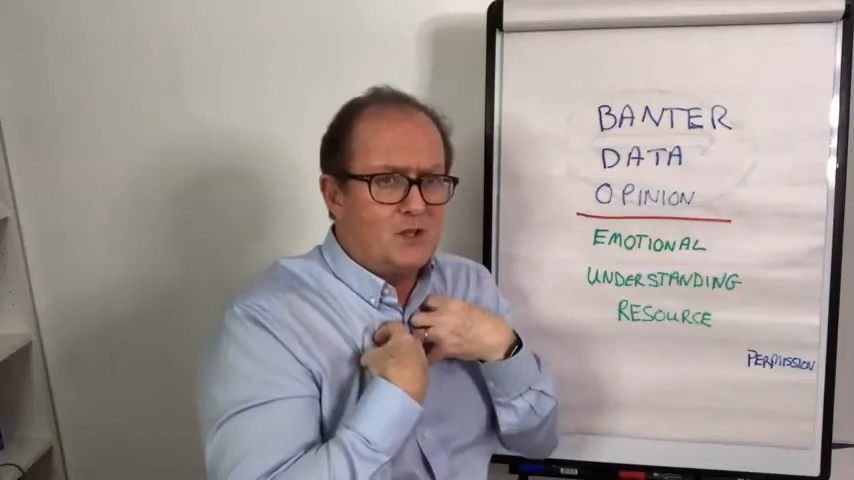 BANTER
DATA
OPINION
EMOTIONAL
UNDERSTANDING
RESOURCE
PERMISSION